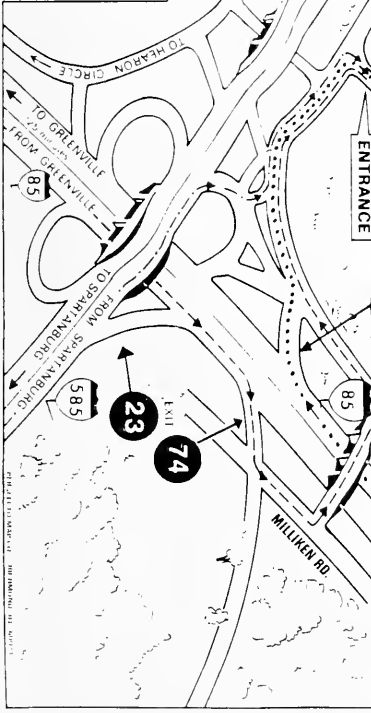 TO HEARON CIRCLE
ENTRANCE
TO GREENVILLE
FROM GREENVILLE
85
85
FROM SPARTANBURG
TO SPARTANBURG
585
23
EXIT
74
MILLIKEN RD.